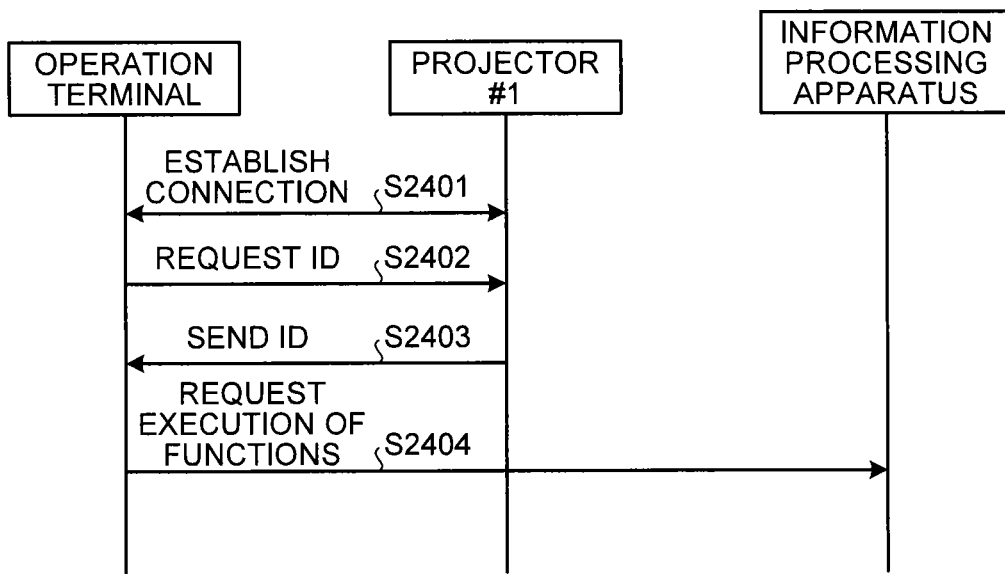 OPERATION
TERMINAL
PROJECTOR
#1
INFORMATION
PROCESSING
APPARATUS
ESTABLISH
CONNECTION
S2401
REQUEST ID
S2402
SEND ID
S2403
REQUEST
EXECUTION OF
FUNCTIONS
S2404